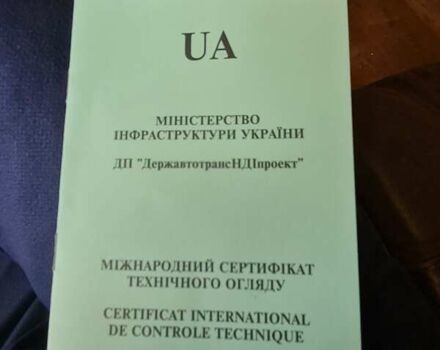 UA
МІНІСТЕРСТВО
ІНФРАСТРУКТУРИ УКРАЇНИ
ДП "ДержавтотрансНДІпроект"
МІЖНАРОДНИЙ СЕРТИФІКАТ
ТЕХНІЧНОГО ОГЛЯДУ
CERTIFICAT INTERNATIONAL
DE CONTROLE TECHNIQUE